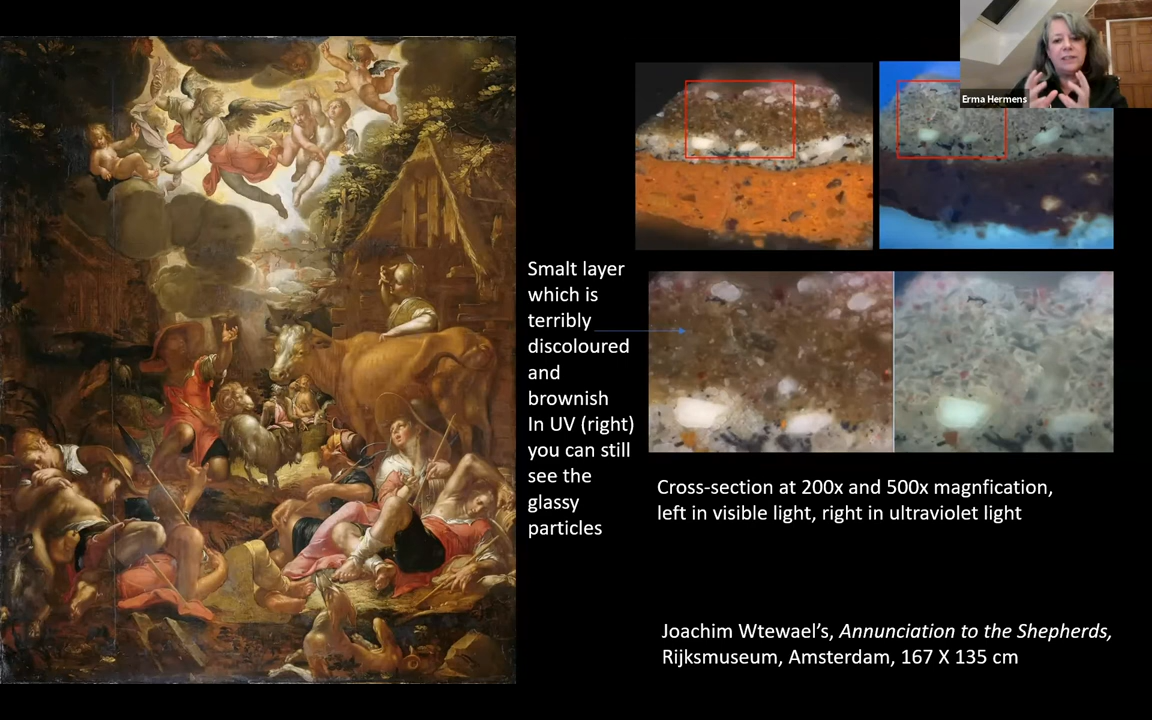 Erma Hermens
Smalt layer
which is
terribly
discoloured
and
brownish
In UV (right)
you can still
see the
glassy
particles
Cross-section at 200x and 500x magnfication,
left in visible light, right in ultraviolet light
Joachim Wtewael’s, Annunciation to the Shepherds,
Rijksmuseum, Amsterdam, 167 X 135 cm